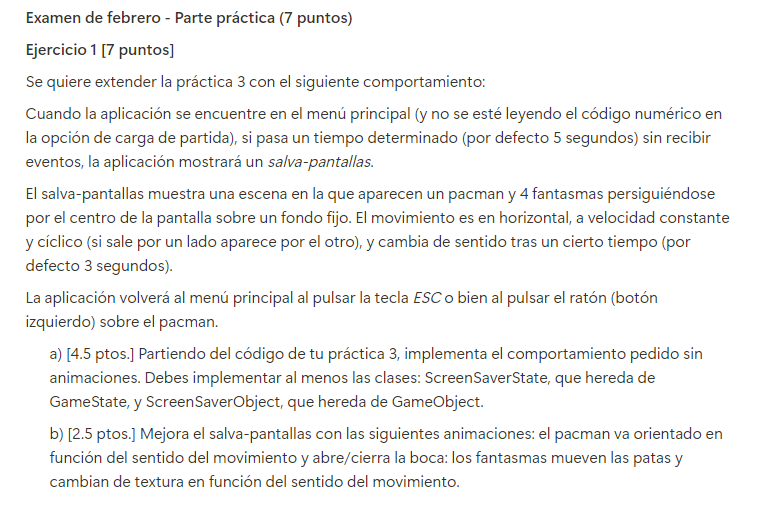 Examen de febrero - Parte práctica (7 puntos)
Ejercicio 1 [7 puntos]
Se quiere extender la práctica 3 con el siguiente comportamiento:
Cuando la aplicación se encuentre en el menú principal (y no se esté leyendo el código numérico en
la opción de carga de partida), si pasa un tiempo determinado (por defecto 5 segundos) sin recibir
eventos, la aplicación mostrará un salva-pantallas.
El salva-pantallas muestra una escena en la que aparecen un pacman y 4 fantasmas persiguiéndose
por el centro de la pantalla sobre un fondo fijo. El movimiento es en horizontal, a velocidad constante
y cíclico (si sale por un lado aparece por el otro), y cambia de sentido tras un cierto tiempo (por
defecto 3 segundos).
La aplicación volverá al menú principal al pulsar la tecla ESC o bien al pulsar el ratón (botón
izquierdo) sobre el pacman.
a) [4.5 ptos.] Partiendo del código de tu práctica 3, implementa el comportamiento pedido sin
animaciones. Debes implementar al menos las clases: ScreenSaverState, que hereda de
GameState, y ScreenSaverObject, que hereda de GameObject.
b) [2.5 ptos.] Mejora el salva-pantallas con las siguientes animaciones: el pacman va orientado en
función del sentido del movimiento y abre/cierra la boca: los fantasmas mueven las patas y
cambian de textura en función del sentido del movimiento.